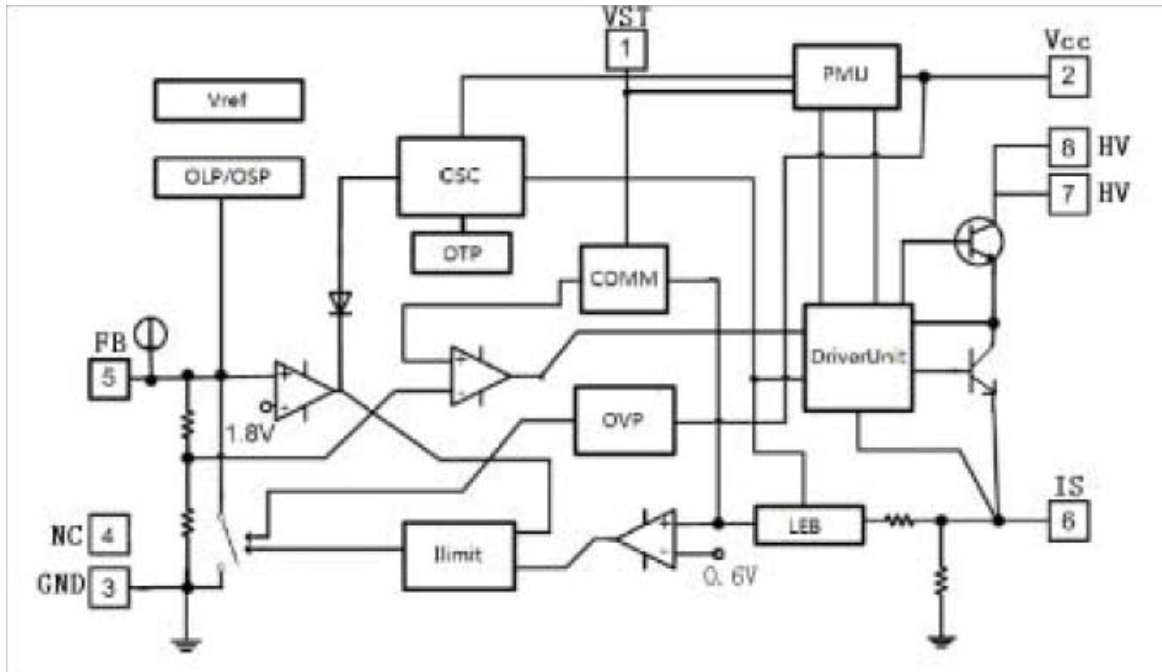 VST
1
Vcc
PMU
2
Vref
8 HV
OLP/OSP
OSC
7 HV
OTP
COMM
FB
5
+
-
1.8V
+
-
DriverUnit
OVP
IS
6
NC 4
Ilimit
+
-
LEB
0.6V
GND 3